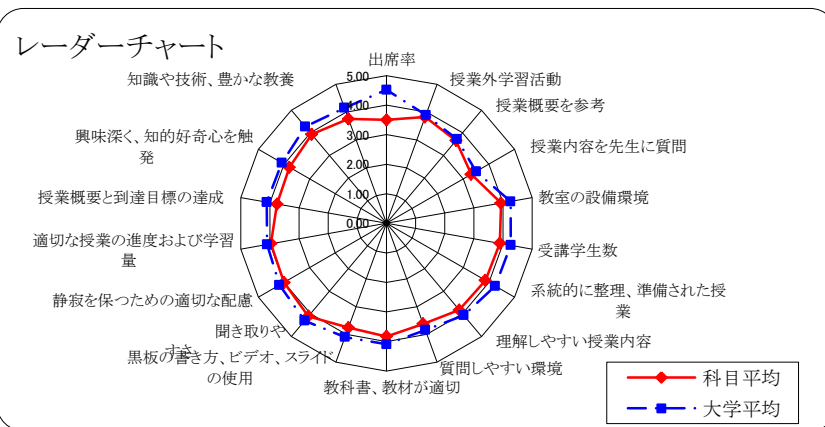 レーダーチャート
出席率
授業外学習活動
授業概要を参考
授業内容を先生に質問
教室の設備環境
受講学生数
系統的に整理、準備された授
業
理解しやすい授業内容
質問しやすい環境
教科書、教材が適切
黒板の書き方、ビデオ、スライド
の使用
聞き取りや
すさ
静寂を保つための適切な配慮
適切な授業の進度および学習
量
授業概要と到達目標の達成
興味深く、知的好奇心を触
発
知識や技術、豊かな教養
5.00
4.00
3.00
2.00
1.00
0.00
科目平均
大学平均